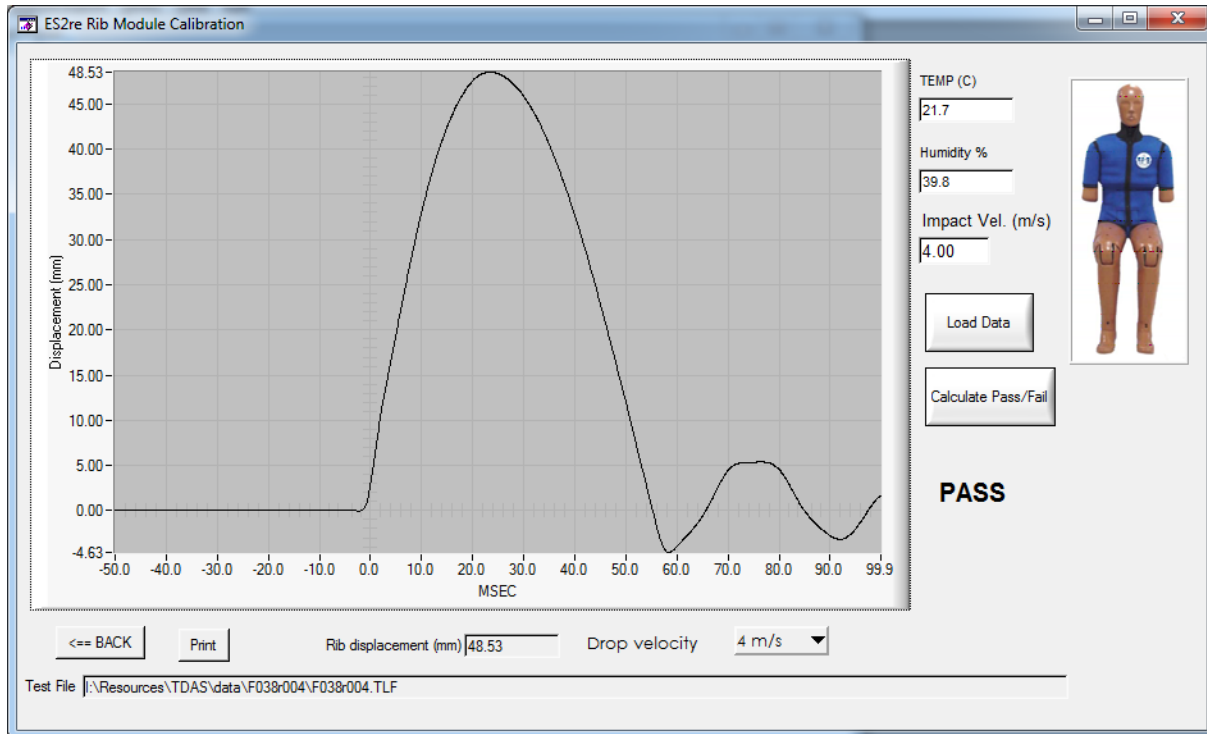 ES2re Rib Module Calibration
48.53
45.00
40.00
35.00
30.00
25.00
20.00
15.00
10.00
5.00
0.00
-4.63
Displacement (mm)
-50.0 -40.0 -30.0 -20.0 -10.0 0.0 10.0 20.0 30.0 40.0 50.0 60.0 70.0 80.0 90.0 99.9
MSEC
TEMP (C)
21.7
Humidity %
39.8
Impact Vel. (m/s)
4.00
Load Data
Calculate Pass/Fail
PASS
<== BACK
Print
Rib displacement (mm) 48.53
Drop velocity
4 m/s
Test File I:\Resources\TDAS\data\F038r004\F038r004.TLF